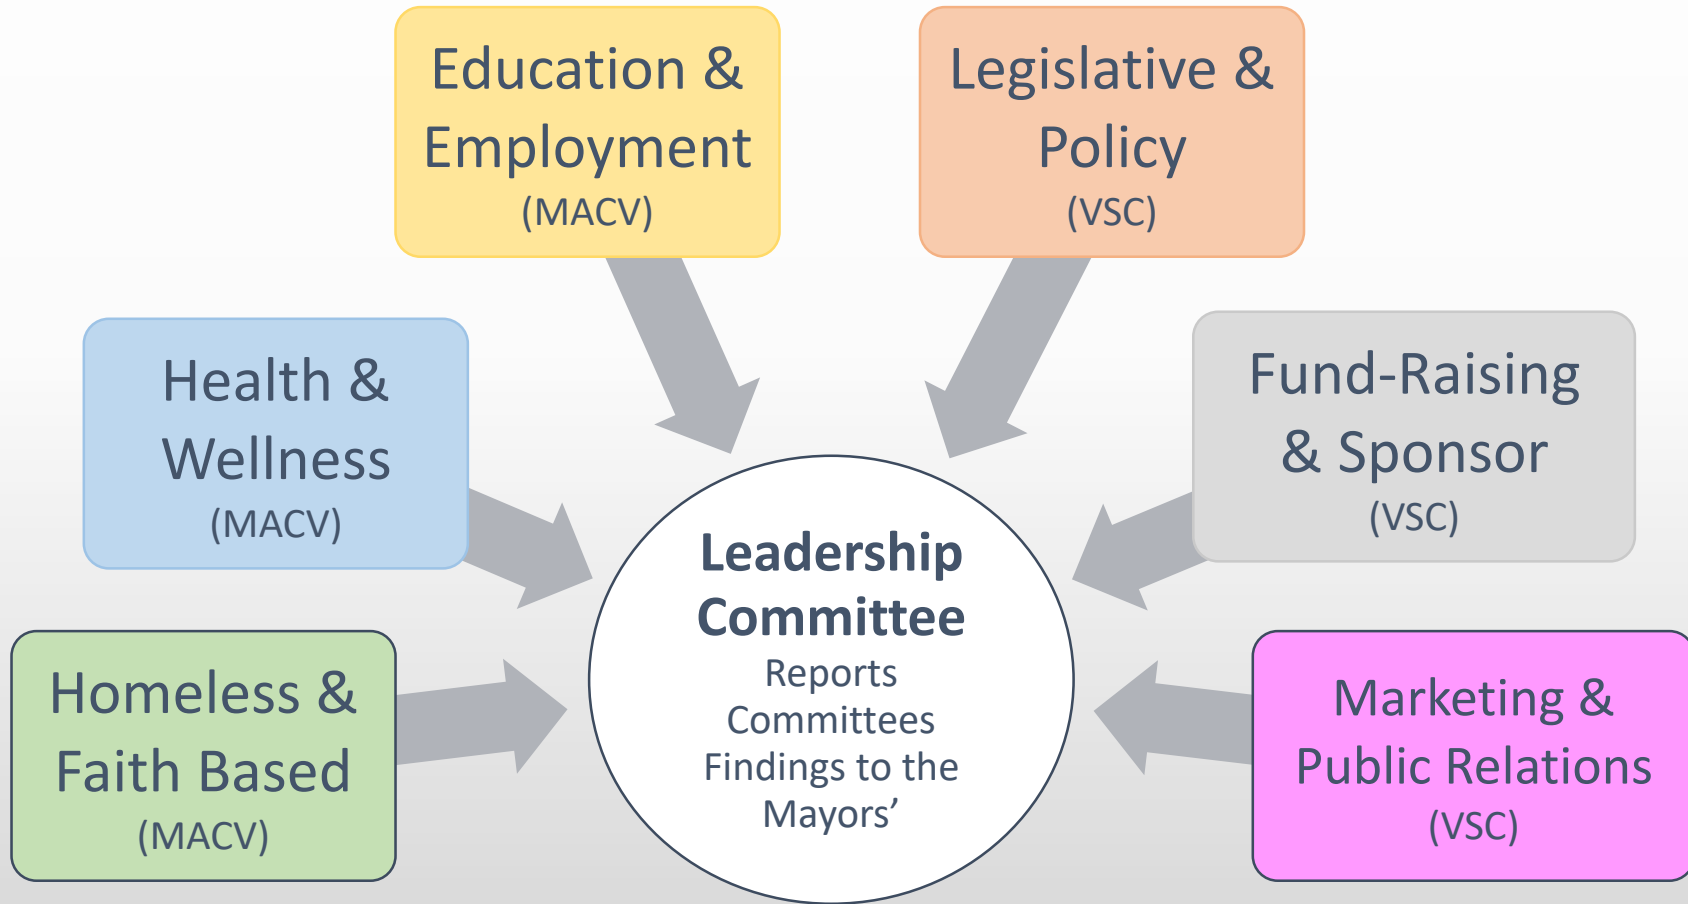 Education &
Employment
(MACV)
Legislative &
Policy
(VSC)
Health &
Wellness
(MACV)
Fund-Raising
& Sponsor
(VSC)
Leadership
Committee
Reports
Committees
Findings to the
Mayors’
Homeless &
Faith Based
(MACV)
Marketing &
Public Relations
(VSC)